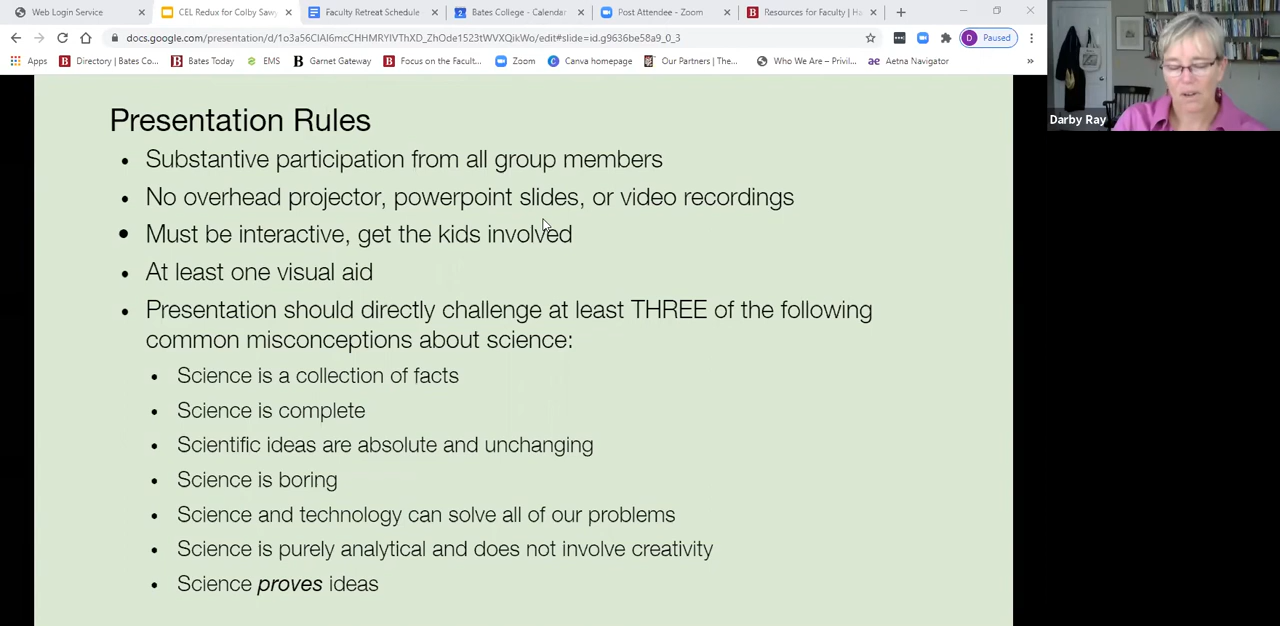 Web Login Service
CEL Redux for Colby Saw
Faculty Retreat Schedule
Bates College - Calendar
Post Attendee - Zoom
Resources for Faculty | Ha
docs.google.com/presentation/d/1o3a56ClAl6mcCHHMRYIVThXD_ZhOde1523tWVXQikWo/edit#slide=id.g9636be58a9_0_3
Paused
Apps
Directory | Bates Co...
Bates Today
EMS
Garnet Gateway
Focus on the Facult...
Zoom
Canva homepage
Our Partners | The...
Who We Are – Privil...
Aetna Navigator
Darby Ray
Presentation Rules
• Substantive participation from all group members
• No overhead projector, powerpoint slides, or video recordings
• Must be interactive, get the kids involved
• At least one visual aid
• Presentation should directly challenge at least THREE of the following
common misconceptions about science:
• Science is a collection of facts
• Science is complete
• Scientific ideas are absolute and unchanging
• Science is boring
• Science and technology can solve all of our problems
• Science is purely analytical and does not involve creativity
• Science proves ideas